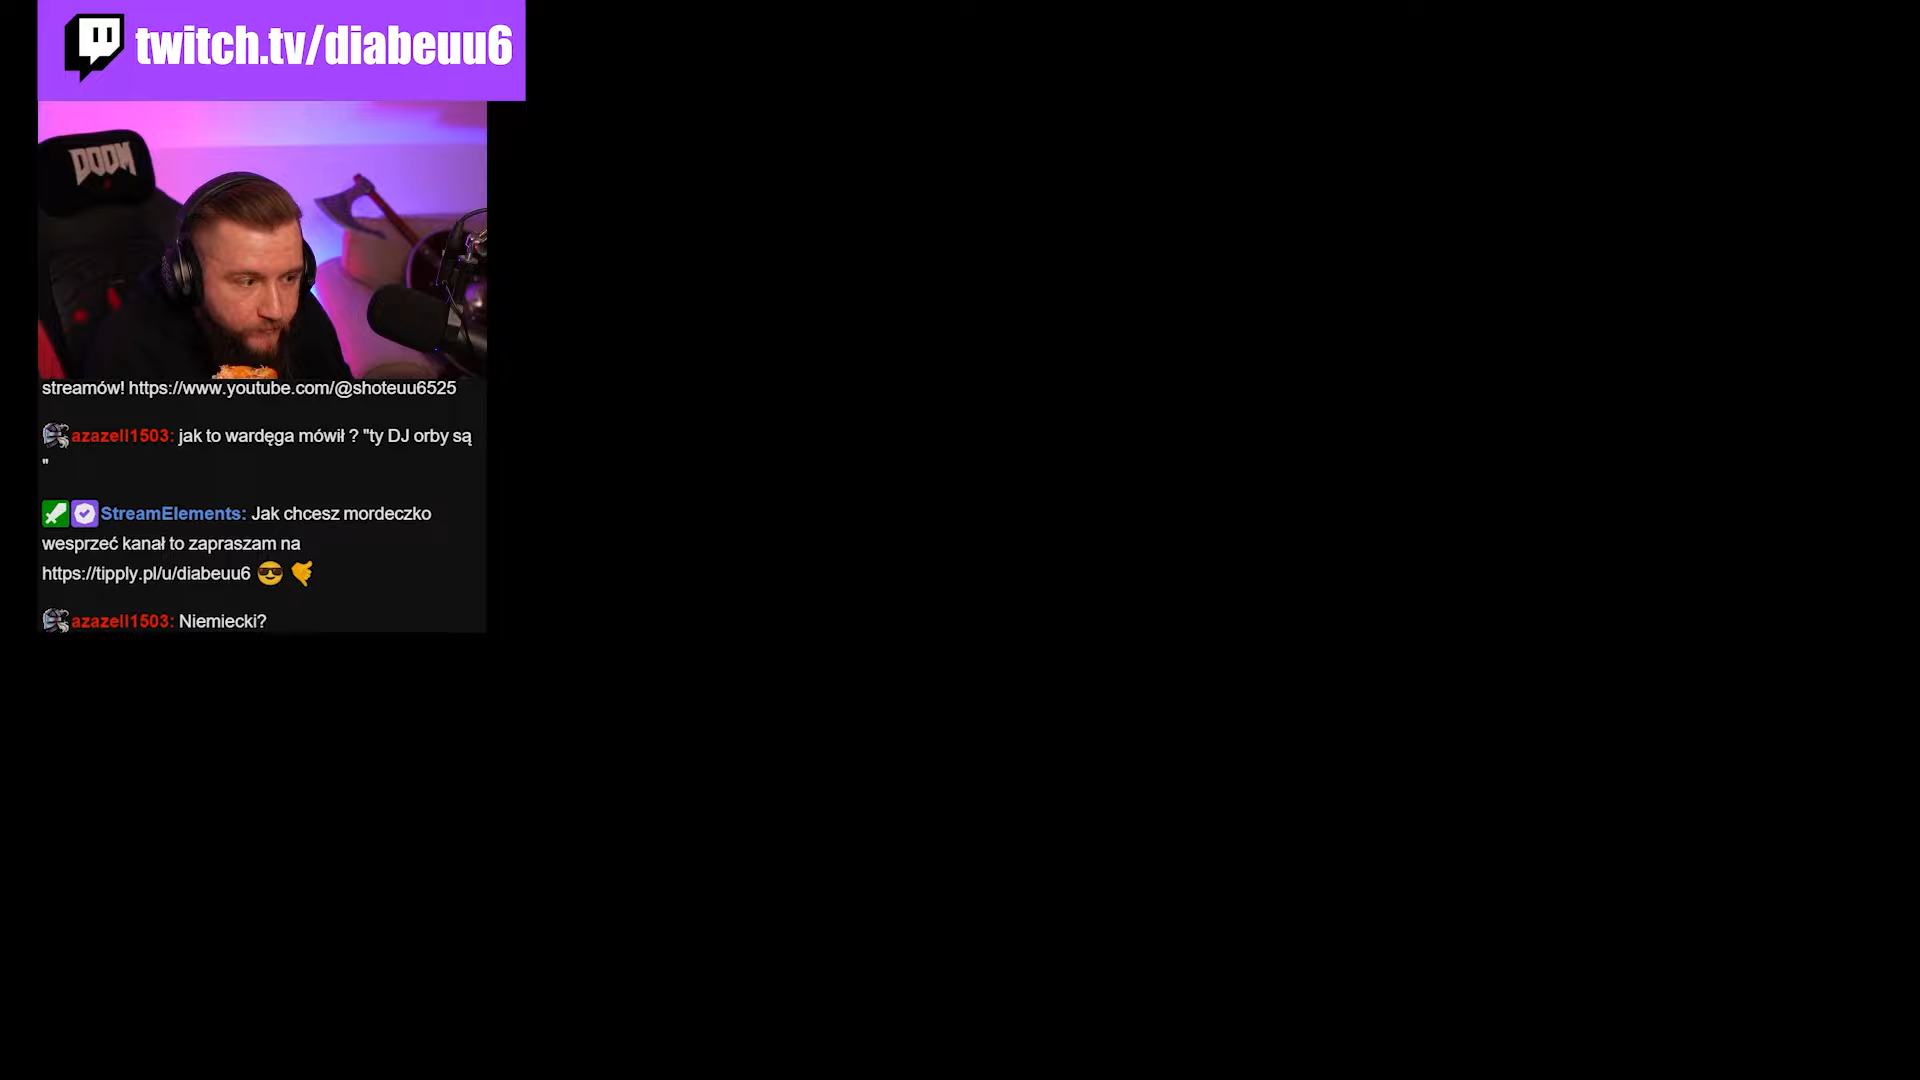 twitch.tv/diabeuu6
DOOM
streamów! https://www.youtube.com/@shoteuu6525
azazell1503: jak to wardęga mówił ? "ty DJ orby są
"
StreamElements: Jak chcesz mordeczko
wesprzeć kanał to zapraszam na
https://tipply.pl/u/diabeuu6 😎 🤙
azazell1503: Niemiecki?